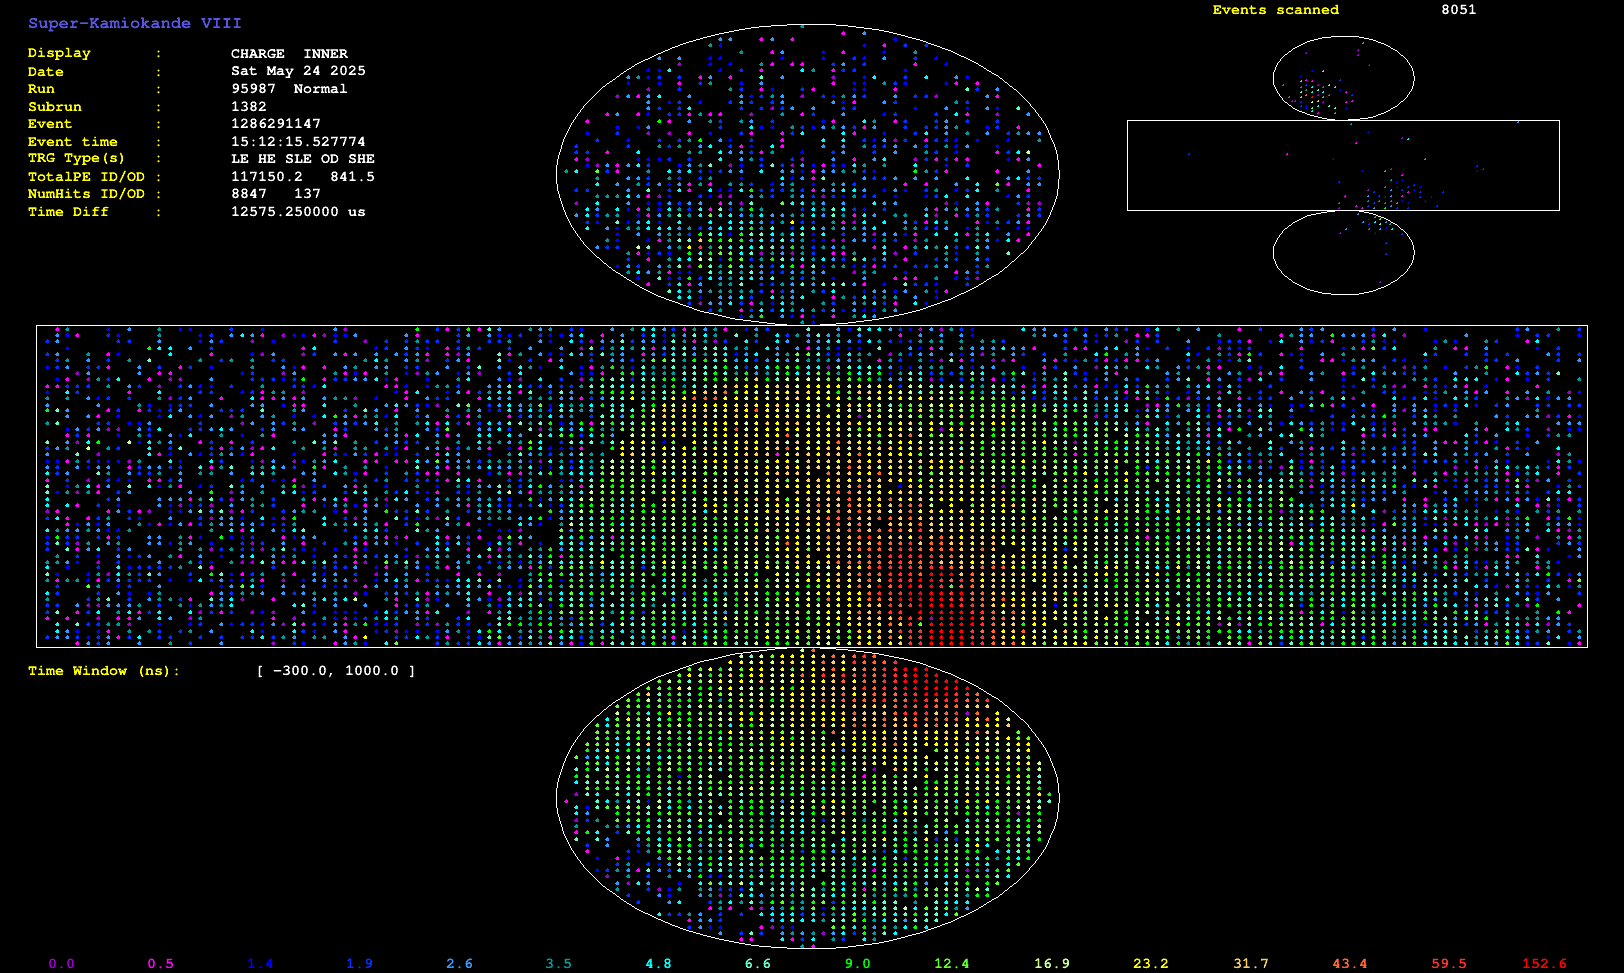 Super-Kamiokande VIII
Events scanned 8051
Display : CHARGE INNER
Date : Sat May 24 2025
Run : 95987 Normal
Subrun : 1382
Event : 1286291147
Event time : 15:12:15.527774
TRG Type(s) : LE HE SLE OD SHE
TotalPE ID/OD : 117150.2 841.5
NumHits ID/OD : 8847 137
Time Diff : 12575.250000 us
Time Window (ns): [ -300.0, 1000.0 ]
0.0 0.5 1.4 1.9 2.6 3.5 4.8 6.6 9.0 12.4 16.9 23.2 31.7 43.4 59.5 152.6